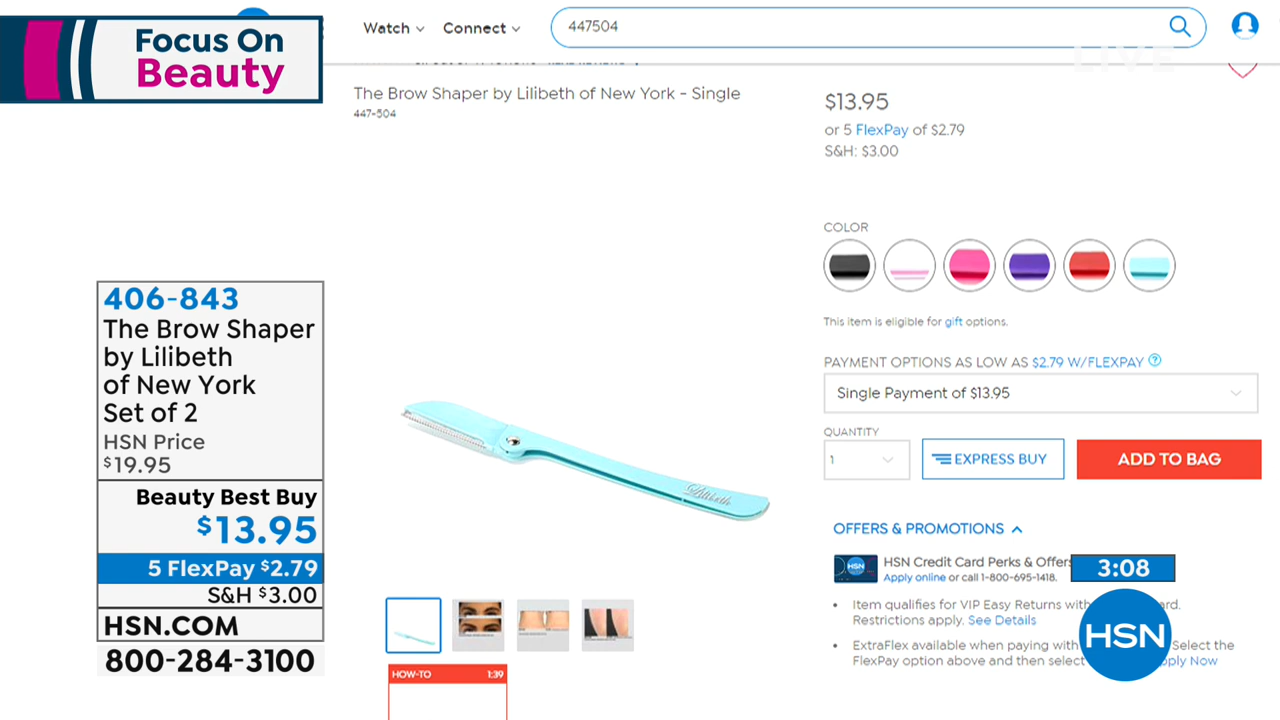 Focus On
Beauty
Watch
Connect
447504
LIVE
The Brow Shaper by Lilibeth of New York - Single
447-504
$13.95
or 5 FlexPay of $2.79
S&H: $3.00
COLOR
This item is eligible for gift options.
PAYMENT OPTIONS AS LOW AS $2.79 W/FLEXPAY ?
Single Payment of $13.95
QUANTITY
1
EXPRESS BUY
ADD TO BAG
OFFERS & PROMOTIONS
HSN
HSN Credit Card Perks & Offers
Apply online or call 1-800-695-1418.
Item qualifies for VIP Easy Returns with
Restrictions apply. See Details
ExtraFlex available when paying with Select the
FlexPay option above and then select Apply Now
3:08
HSN
406-843
The Brow Shaper
by Lilibeth
of New York
Set of 2
HSN Price
$19.95
Beauty Best Buy
$13.95
5 FlexPay $2.79
S&H $3.00
HSN.COM
800-284-3100
Lilibeth
HOW-TO 1:39